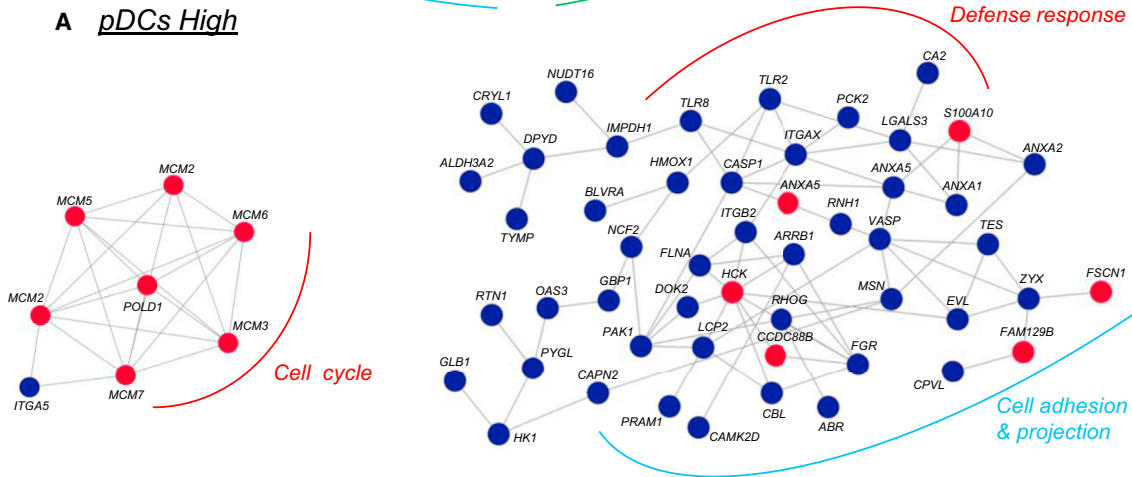 A pDCs High
Defense response
CA2
NUDT16
TLR2
CRYL1
PCK2
S100A10
TLR8
LGALS3
IMPDH1
DPYD
ITGAX
ANXA2
ALDH3A2
HMOX1
CASP1
ANXA5
MCM2
ANXA5
ANXA1
BLVRA
RNH1
MCM5
MCM6
TYMP
ITGB2
VASP
TES
NCF2
ARRB1
FLNA
HCK
ZYX
FSCN1
MCM2
POLD1
RTN1
OAS3
GBP1
DOK2
RHOG
MSN
EVL
MCM3
PAK1
LCP2
CCDC88B
FAM129B
GLB1
PYGL
FGR
Cell cycle
CAPN2
CPVL
MCM7
ITGA5
CBL
Cell adhesion
& projection
HK1
PRAM1
CAMK2D
ABR